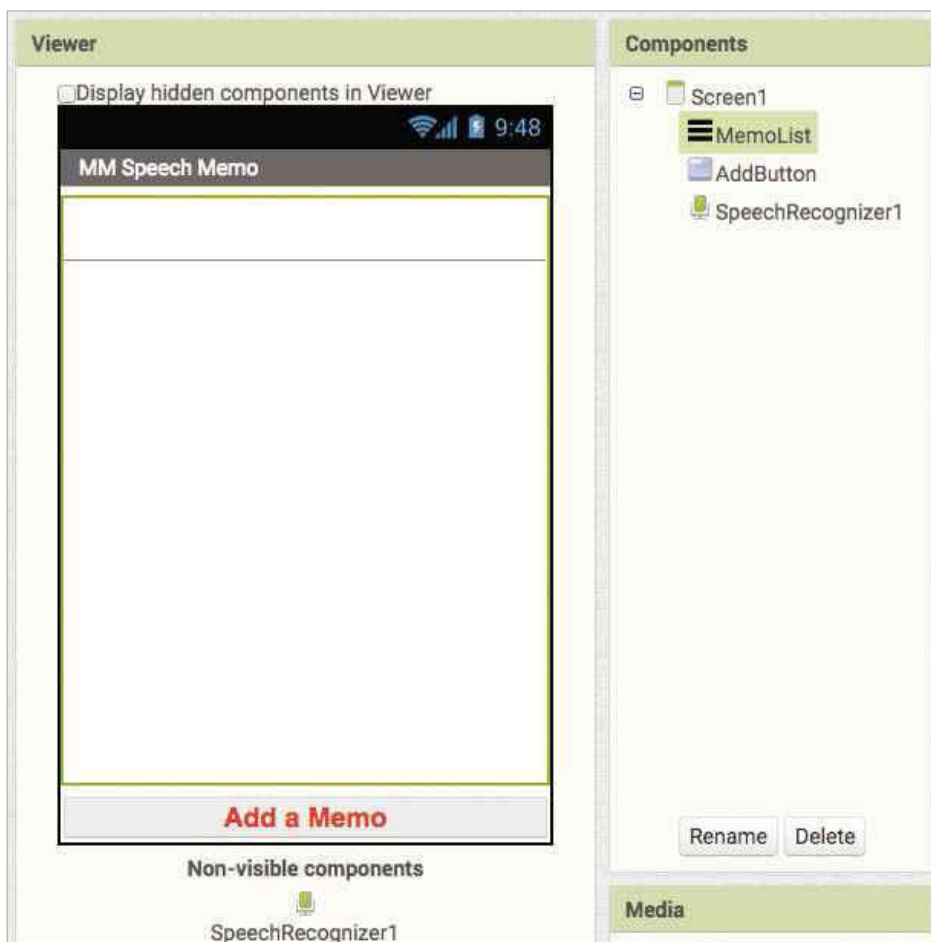 Viewer
Display hidden components in Viewer
9:48
MM Speech Memo
Add a Memo
Non-visible components
SpeechRecognizer1
Components
Screen1
MemoList
AddButton
SpeechRecognizer1
Rename Delete
Media